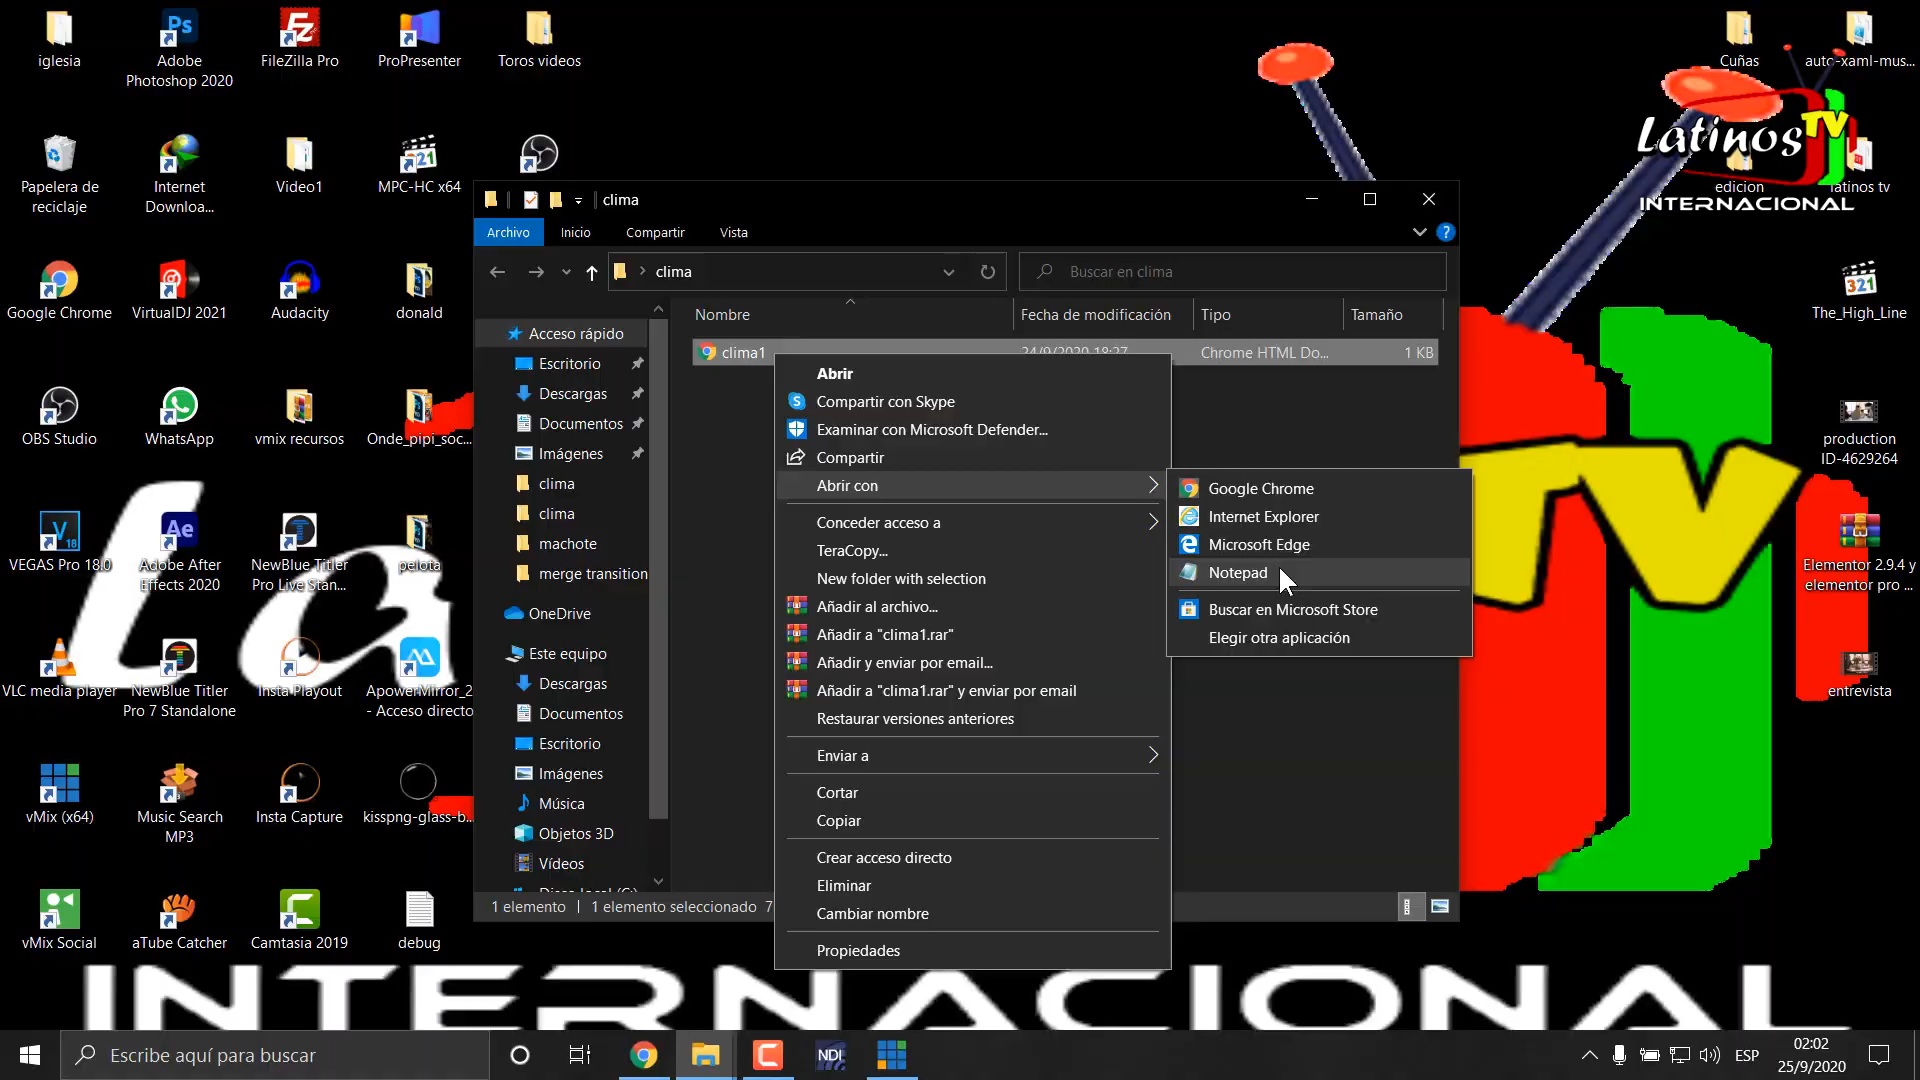 iglesia
Adobe
Photoshop 2020
FileZilla Pro
ProPresenter
Toros videos
Cuñas
auto-xaml-mus...
Papelera de
reciclaje
Internet
Downloa...
Video1
MPC-HC x64
Latinos TV
INTERNACIONAL
edicion
latinos tv
Google Chrome
VirtualDJ 2021
Audacity
donald
The_High_Line
OBS Studio
WhatsApp
vmix recursos
Onde_pipi_soc...
production
ID-4629264
VEGAS Pro 18.0
Adobe After
Effects 2020
NewBlue Titler
Pro Live Stan...
pelota
Elementor 2.9.4 y
elementor pro ...
VLC media player
NewBlue Titler
Pro 7 Standalone
Insta Playout
ApowerMirror_2
- Acceso directo
entrevista
vMix (x64)
Music Search
MP3
Insta Capture
kisspng-glass-b...
vMix Social
aTube Catcher
Camtasia 2019
debug
clima
Archivo
Inicio
Compartir
Vista
clima
Buscar en clima
Nombre
Fecha de modificación
Tipo
Tamaño
clima1
24/9/2020 18:27
Chrome HTML Do...
1 KB
Acceso rápido
Escritorio
Descargas
Documentos
Imágenes
clima
clima
machote
merge transition
OneDrive
Este equipo
Descargas
Documentos
Escritorio
Imágenes
Música
Objetos 3D
Vídeos
Disco local (C:)
1 elemento
1 elemento seleccionado 7
Abrir
Compartir con Skype
Examinar con Microsoft Defender...
Compartir
Abrir con
Conceder acceso a
TeraCopy...
New folder with selection
Añadir al archivo...
Añadir a "clima1.rar"
Añadir y enviar por email...
Añadir a "clima1.rar" y enviar por email
Restaurar versiones anteriores
Enviar a
Cortar
Copiar
Crear acceso directo
Eliminar
Cambiar nombre
Propiedades
Google Chrome
Internet Explorer
Microsoft Edge
Notepad
Buscar en Microsoft Store
Elegir otra aplicación
La
TV
INTERNACIONAL
Escribe aquí para buscar
NDI
ESP
02:02
25/9/2020